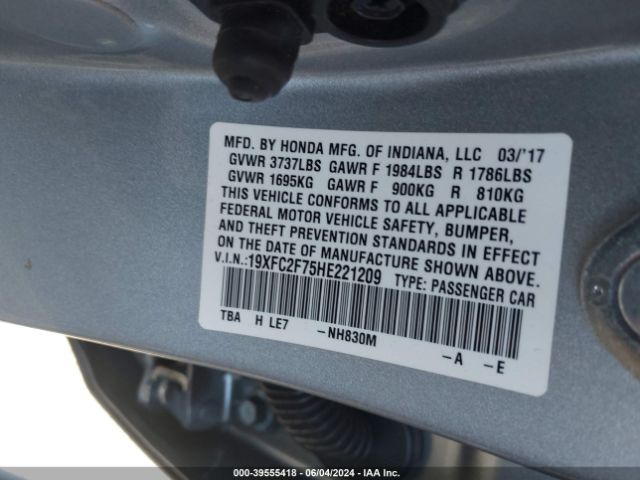 MFD. BY HONDA MFG. OF INDIANA, LLC 03/'17
GVWR 3737LBS GAWR F 1984LBS R 1786LBS
GVWR 1695KG GAWR F 900KG R 810KG
THIS VEHICLE CONFORMS TO ALL APPLICABLE
FEDERAL MOTOR VEHICLE SAFETY, BUMPER,
AND THEFT PREVENTION STANDARDS IN EFFECT
ON THE DATE OF MANUFACTURE SHOWN ABOVE.
V.I.N.:19XFC2F75HE221209 TYPE: PASSENGER CAR
TBA H LE7 -NH830M -A -E
000-39555418 - 06/04/2024 - IAA Inc.